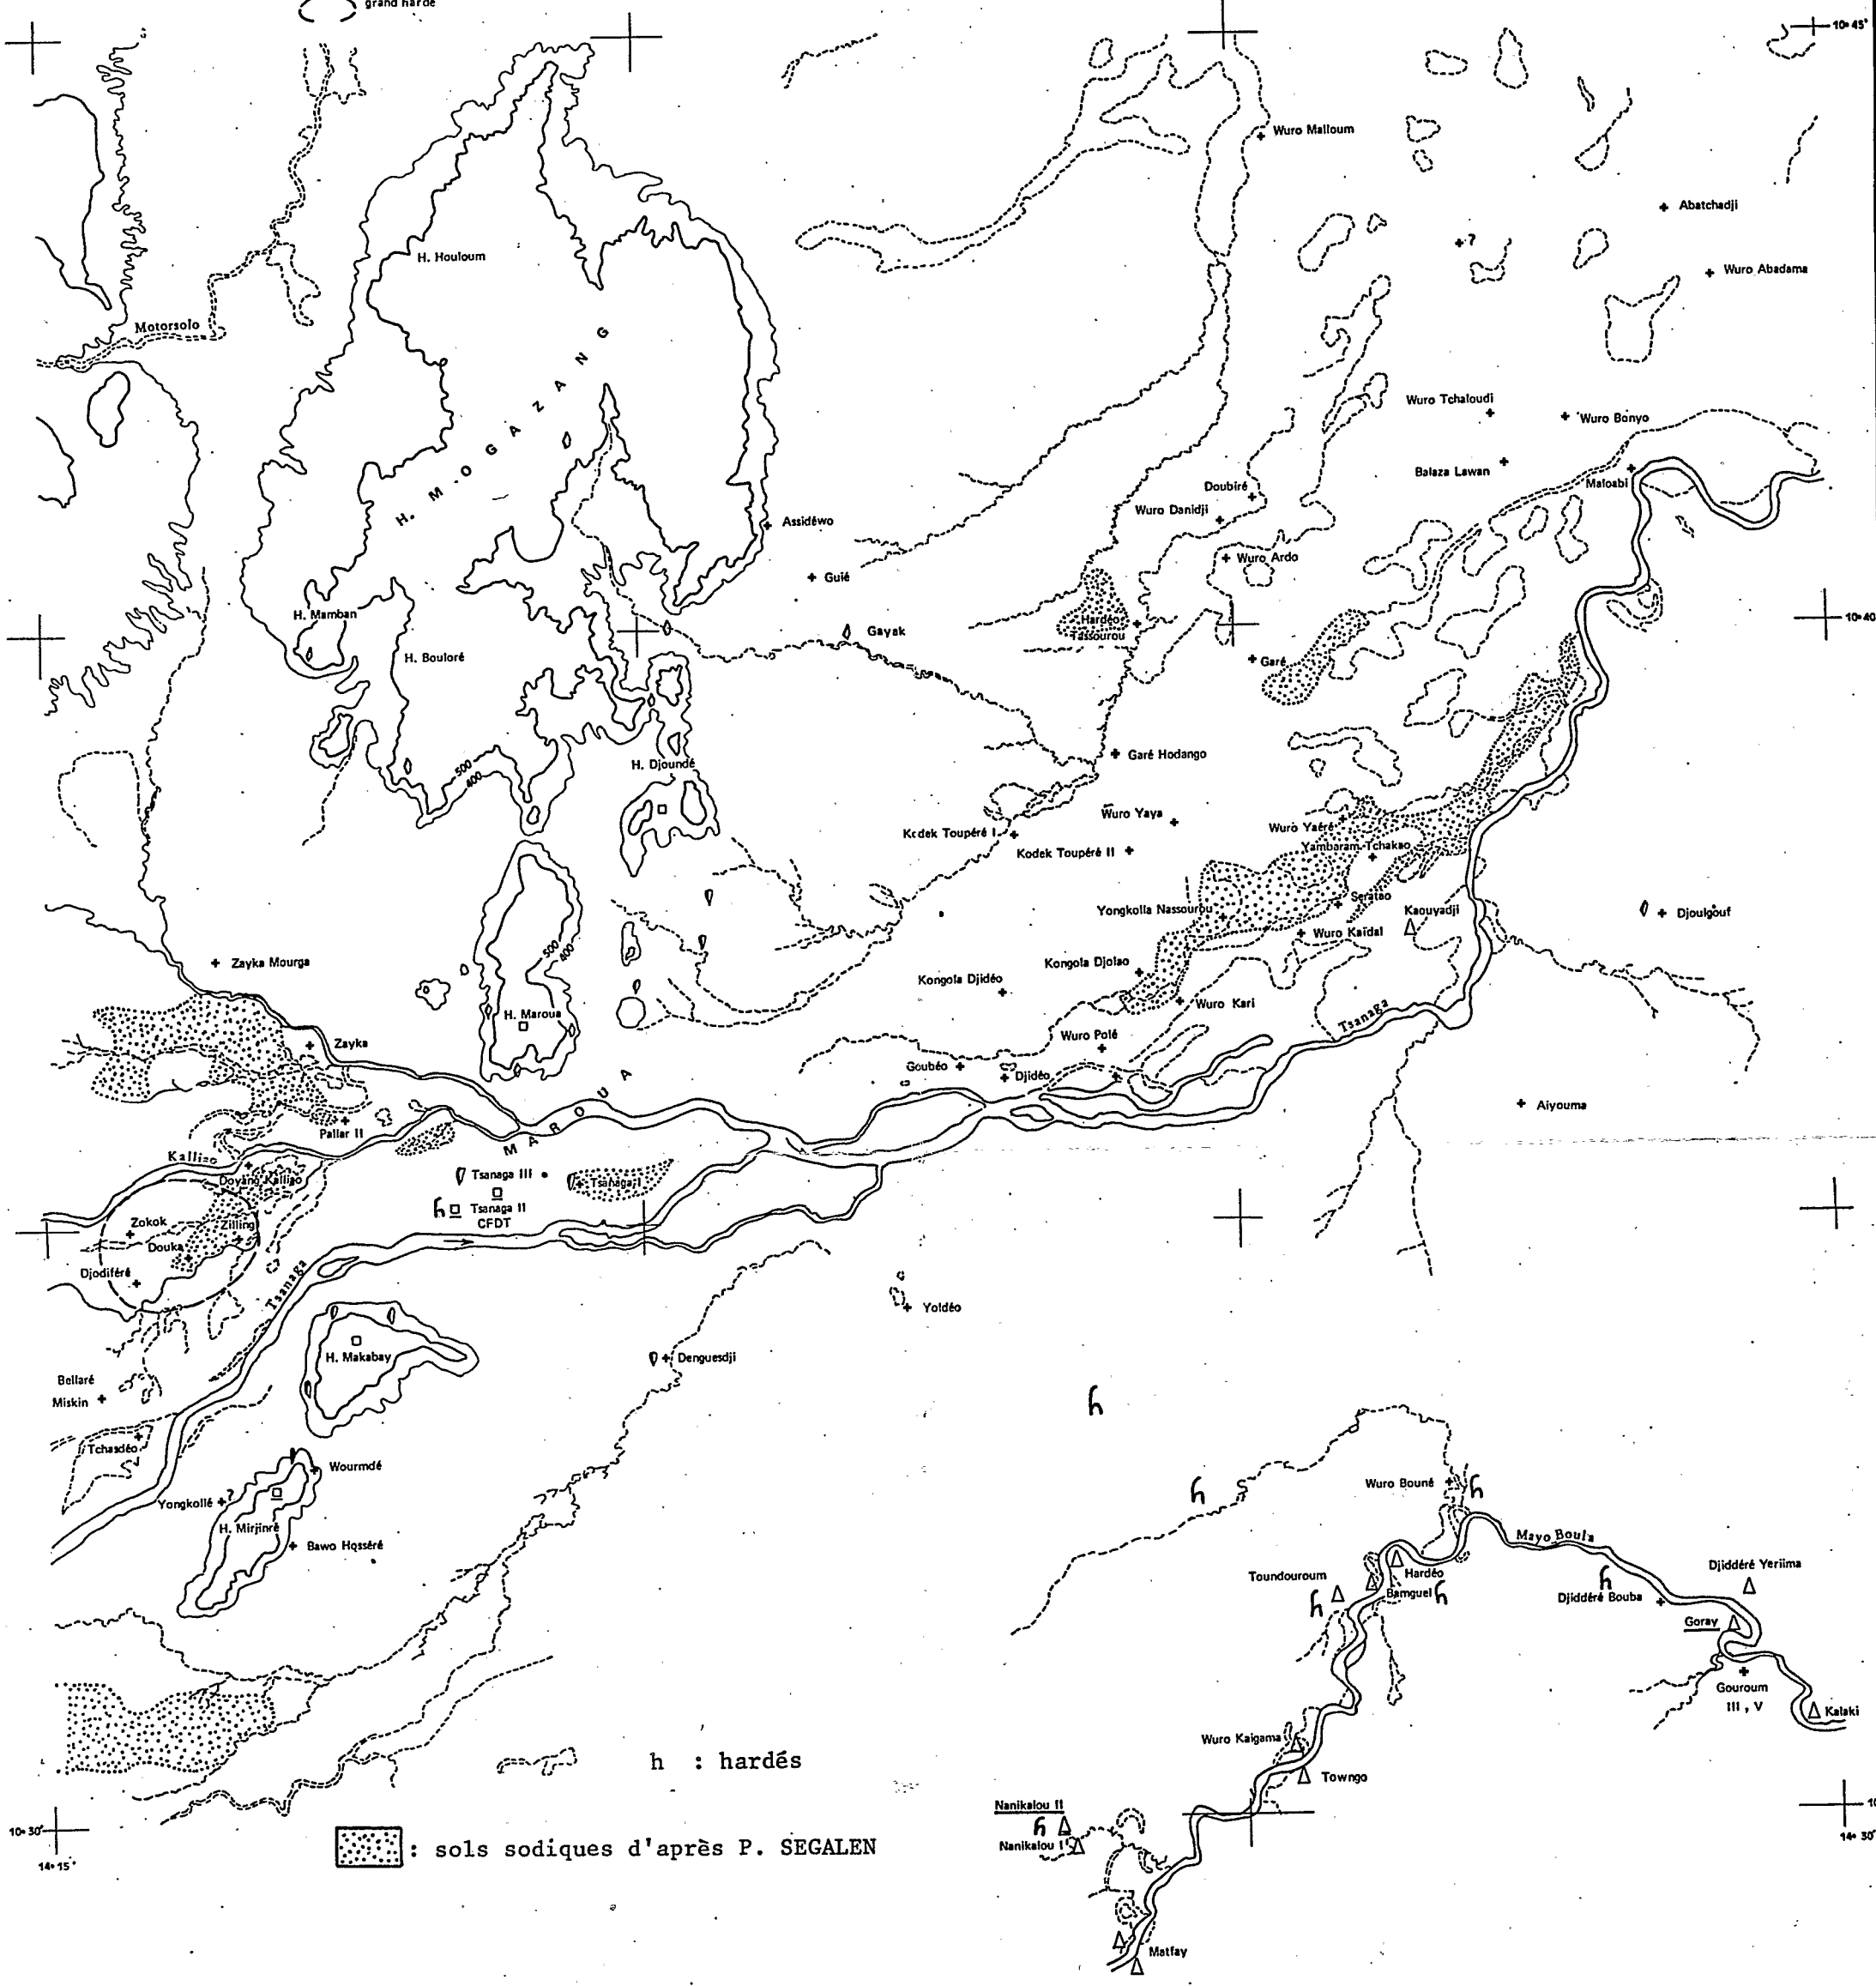 grand harde
10° 45'
Wuro Malloum
Abatchadji
+ ?
H. Houloum
Wuro Abadama
Motorsolo
H. MOGAZANG
Wuro Tchaloudi
Wuro Bonyo
Balaza Lawan
Maloabi
Doubiré
Wuro Danidji
Assidéwo
Wuro Ardo
Guié
H. Mamban
Hardéo
Tassourou
10° 40
Gayak
H. Bouloré
Garé
Garé Hodango
H. Djoundé
500
400
Wuro Yaya
Kodek Toupéré I
Wuro Yaéré
Kodek Toupéré II
Yambaram-Tchakao
Seratao
Yongkolla Nassourou
Kaouyadji
Djoulgouf
Wuro Kaïdal
500
400
Zayka Mourga
Kongola Djolao
Kongola Djidéo
Wuro Kari
H. Maroua
Tsanaga
Zayka
Wuro Polé
Goubéo
Djidéo
MAROUA
Aiyouma
Pallar II
Kalliao
Doyang Kalliao
Tsanaga III
Tsanaga I
h
Tsanaga II
CFDT
Zokok
Zilling
Douka
Djodiféré
Tsanaga
Yoldéo
H. Makabay
Denguesdji
Bellaré
Miskin
h
Tchasdéo
Wourmdé
Wuro Bouné
h
h
Yongkollé
?
H. Mirjinré
Bawo Hosséré
Mayo Boula
Hardéo
Djiddéré Yeriima
Toundouroum
h
Bamguel
h
h
Djiddéré Bouba
Goray
Gouroum
III, V
Kalaki
Wuro Kaigama
h : hardés
Towngo
Nanikalou II
h
Nanikalou I
10° 30'
14° 15'
: sols sodiques d'après P. SEGALEN
10
14° 30'
Matfay